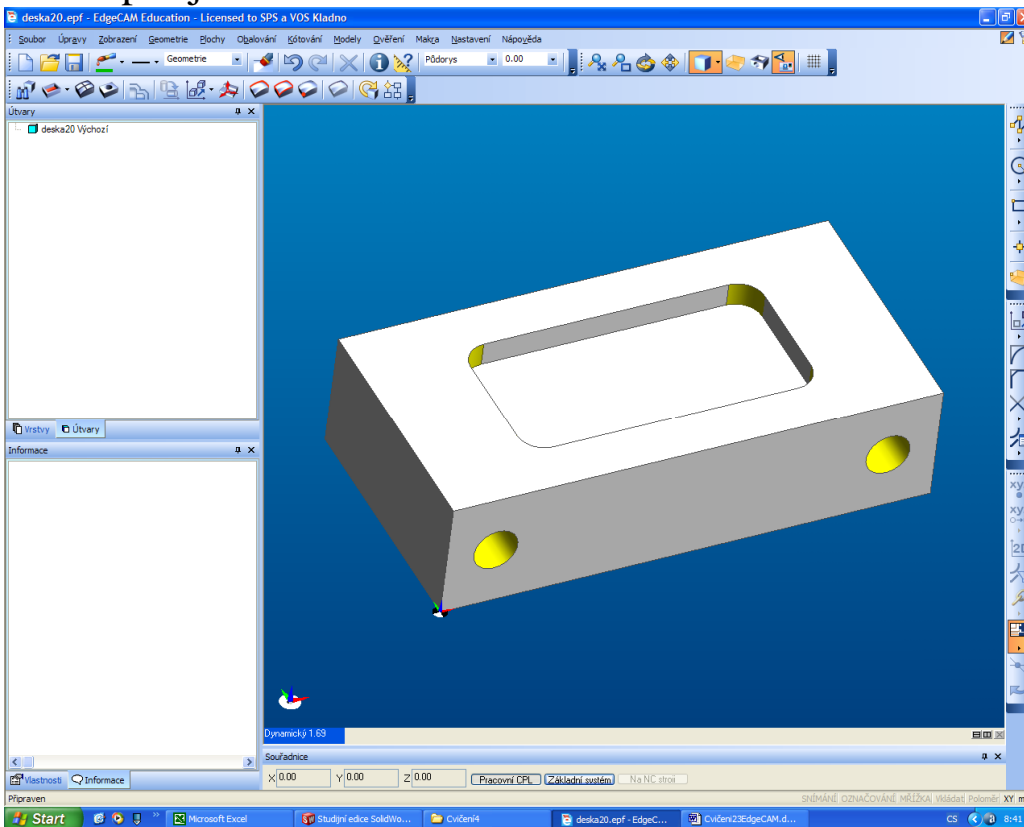 deska20.epf - EdgeCAM Education - Licensed to SPS a VOS Kladno
Soubor Úpravy Zobrazení Geometrie Plochy Obalování Kótování Modely Ověření Makra Nastavení Nápověda
Geometrie Půdorys 0.00
Útvary
deska20 Výchozí
Vrstvy Útvary
Informace
Dynamický 1.69
Souřadnice
X 0.00 Y 0.00 Z 0.00 Pracovní CPL Základní systém Na NC stroji
Vlastnosti Informace
Připraven SNÍMÁNÍ OZNAČOVÁNÍ MŘÍŽKA Vkládat Poloměr XY m
Start Microsoft Excel Studijní edice SolidWo... Cvičení4 deska20.epf - EdgeC... Cvičení23EdgeCAM.d... CS 8:41